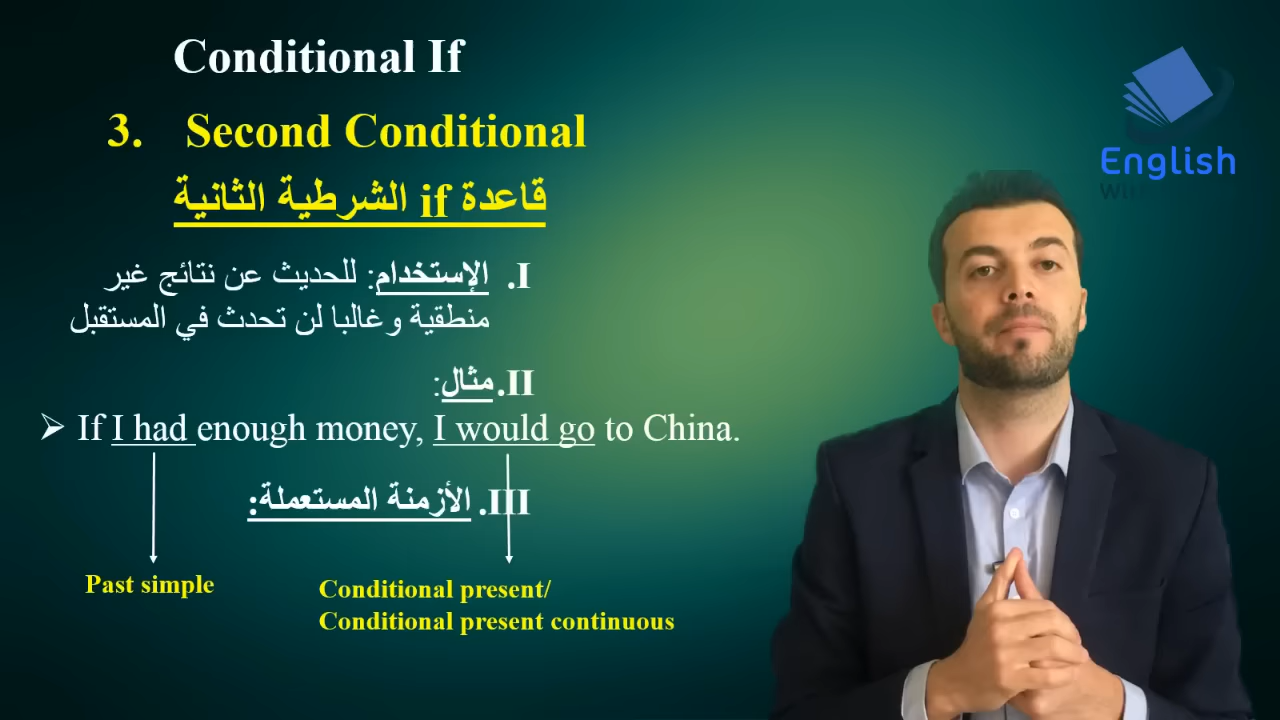 Conditional If
3. Second Conditional
قاعدة if الشرطية الثانية
I. الإستخدام: للحديث عن نتائج غير
منطقية وغالبا لن تحدث في المستقبل
II. مثال:
➢ If I had enough money, I would go to China.
III. الأزمنة المستعملة:
Past simple
Conditional present/
Conditional present continuous
English